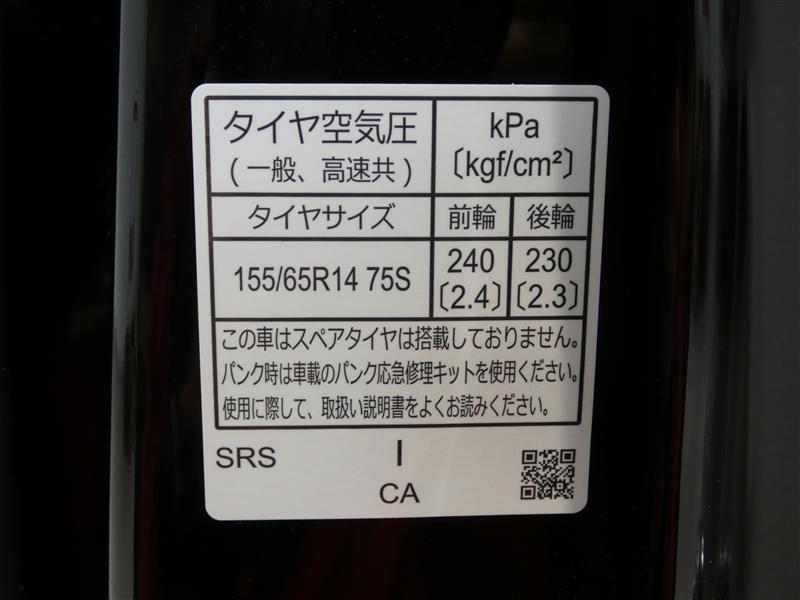 タイヤ空気圧
(一般、高速共)
kPa
〔kgf/cm²〕
タイヤサイズ
前輪
後輪
155/65R14 75S
240
〔2.4〕
230
〔2.3〕
この車はスペアタイヤは搭載しておりません。
パンク時は車載のパンク応急修理キットを使用ください。
使用に際して、取扱い説明書をよくお読みください。
SRS
I
CA